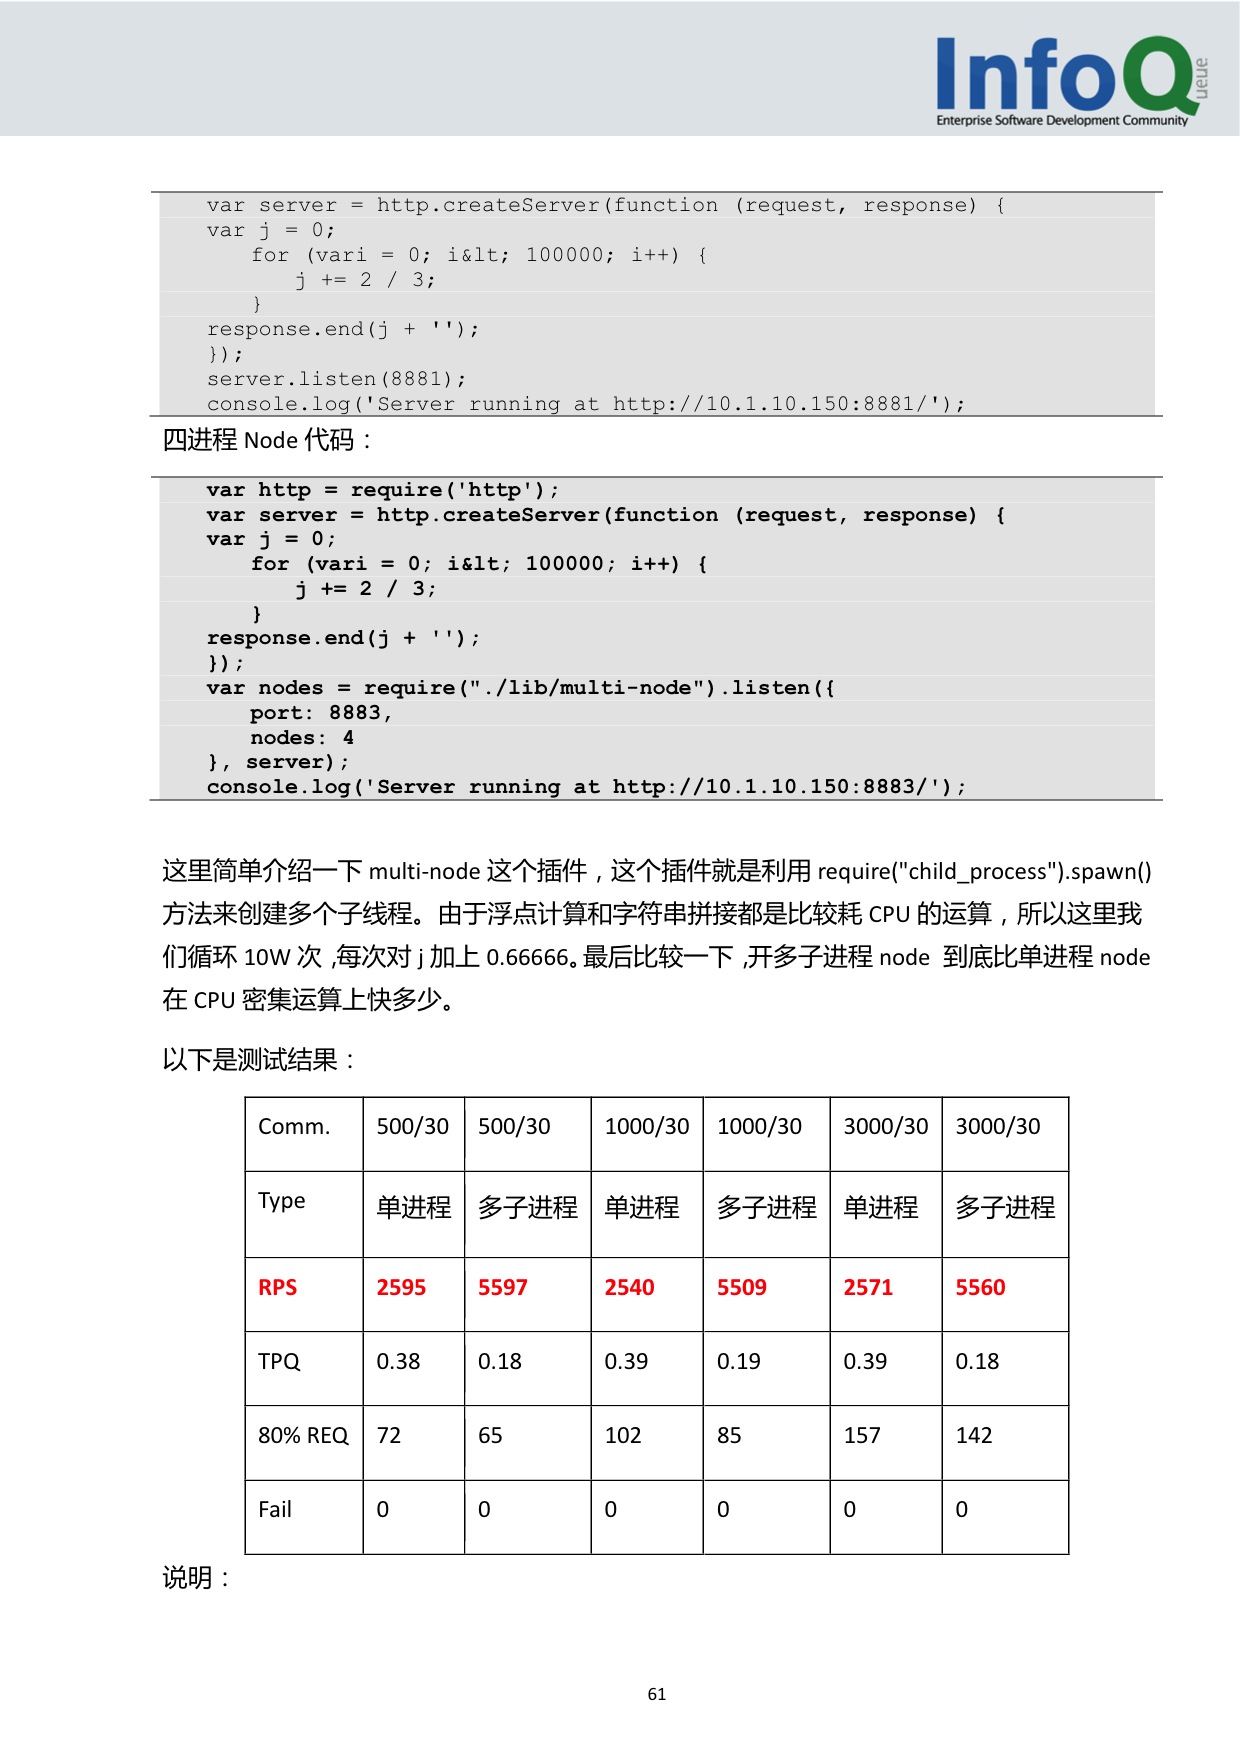 InfoQ
ueue
Enterprise Software Development Community
var server = http.createServer(function (request, response) {
var j = 0;
for (vari = 0; i&lt; 100000; i++) {
j += 2 / 3;
}
response.end(j + '');
});
server.listen(8881);
console.log('Server running at http://10.1.10.150:8881/');
四进程 Node 代码：
var http = require('http');
var server = http.createServer(function (request, response) {
var j = 0;
for (vari = 0; i&lt; 100000; i++) {
j += 2 / 3;
}
response.end(j + '');
});
var nodes = require("./lib/multi-node").listen({
port: 8883,
nodes: 4
}, server);
console.log('Server running at http://10.1.10.150:8883/');
这里简单介绍一下 multi-node 这个插件，这个插件就是利用 require("child_process").spawn()
方法来创建多个子线程。由于浮点计算和字符串拼接都是比较耗 CPU 的运算，所以这里我
们循环 10W 次，每次对 j 加上 0.66666。最后比较一下，开多子进程 node 到底比单进程 node
在 CPU 密集运算上快多少。
以下是测试结果：
Comm. 500/30 500/30 1000/30 1000/30 3000/30 3000/30
Type 单进程 多子进程 单进程 多子进程 单进程 多子进程
RPS 2595 5597 2540 5509 2571 5560
TPQ 0.38 0.18 0.39 0.19 0.39 0.18
80% REQ 72 65 102 85 157 142
Fail 0 0 0 0 0 0
说明：
61